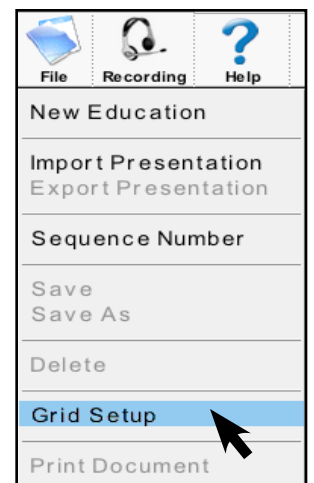 File Recording Help
New Education
Import Presentation
Export Presentation
Sequence Number
Save
Save As
Delete
Grid Setup
Print Document